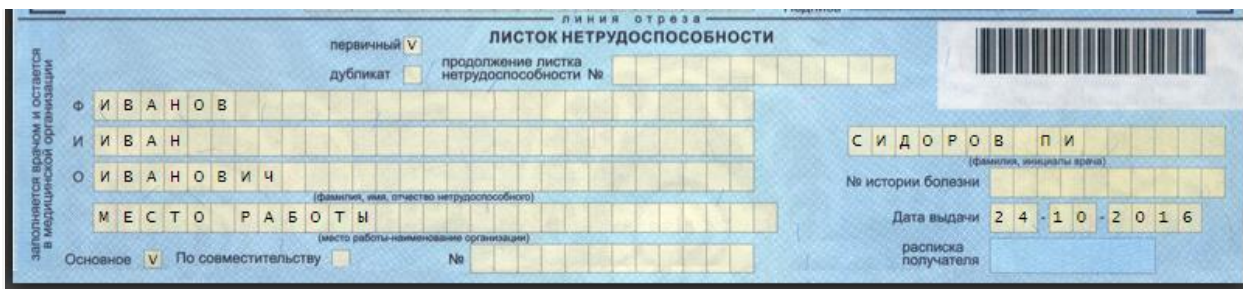 линия отреза
ЛИСТОК НЕТРУДОСПОСОБНОСТИ
первичный V
дубликат
продолжение листка
нетрудоспособности №
заполняется врачом и остается
в медицинской организации
Ф ИВАНОВ
И ИВАН
О ИВАНОВИЧ
(фамилия, имя, отчество нетрудоспособного)
МЕСТО РАБОТЫ
(место работы-наименование организации)
Основное V По совместительству №
СИДОРОВ ПИ
(фамилия, инициалы врача)
№ истории болезни
Дата выдачи 24-10-2016
расписка
получателя